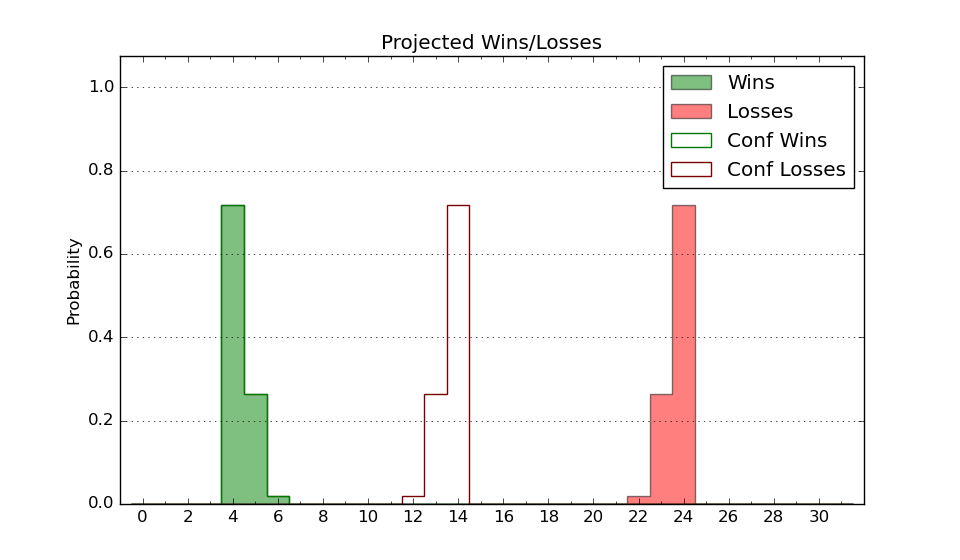 Projected Wins/Losses
Wins
Losses
Conf Wins
Conf Losses
Probability
1.0
0.8
0.6
0.4
0.2
0.0
0 2 4 6 8 10 12 14 16 18 20 22 24 26 28 30